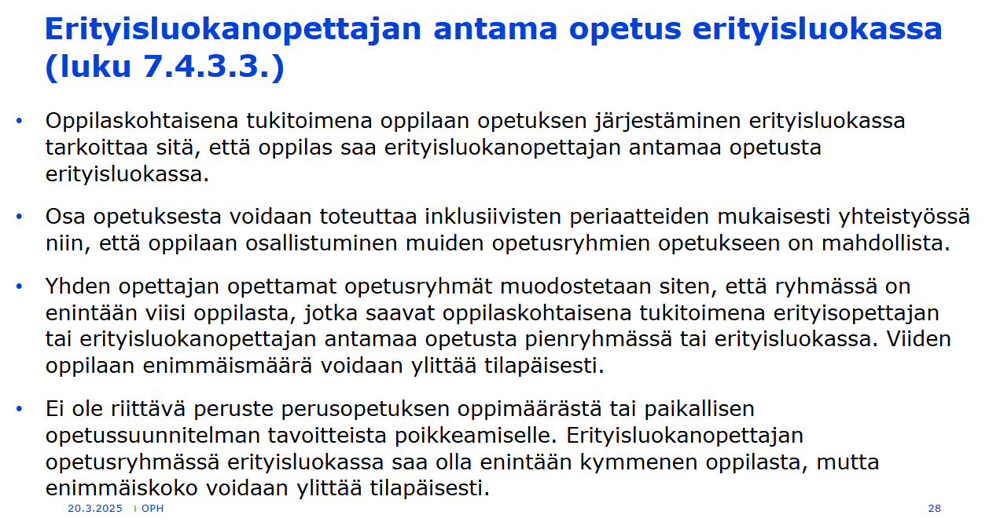 Erityisluokanopettajan antama opetus erityisluokassa
(luku 7.4.3.3.)
• Oppilaskohtaisena tukitoimena oppilaan opetuksen järjestäminen erityisluokassa
tarkoittaa sitä, että oppilas saa erityisluokanopettajan antamaa opetusta
erityisluokassa.
• Osa opetuksesta voidaan toteuttaa inklusiivisten periaatteiden mukaisesti yhteistyössä
niin, että oppilaan osallistuminen muiden opetusryhmien opetukseen on mahdollista.
• Yhden opettajan opettamat opetusryhmät muodostetaan siten, että ryhmässä on
enintään viisi oppilasta, jotka saavat oppilaskohtaisena tukitoimena erityisopettajan
tai erityisluokanopettajan antamaa opetusta pienryhmässä tai erityisluokassa. Viiden
oppilaan enimmäismäärä voidaan ylittää tilapäisesti.
• Ei ole riittävä peruste perusopetuksen oppimäärästä tai paikallisen
opetussuunnitelman tavoitteista poikkeamiselle. Erityisluokanopettajan
opetusryhmässä erityisluokassa saa olla enintään kymmenen oppilasta, mutta
enimmäiskoko voidaan ylittää tilapäisesti.
20.3.2025 | OPH 28